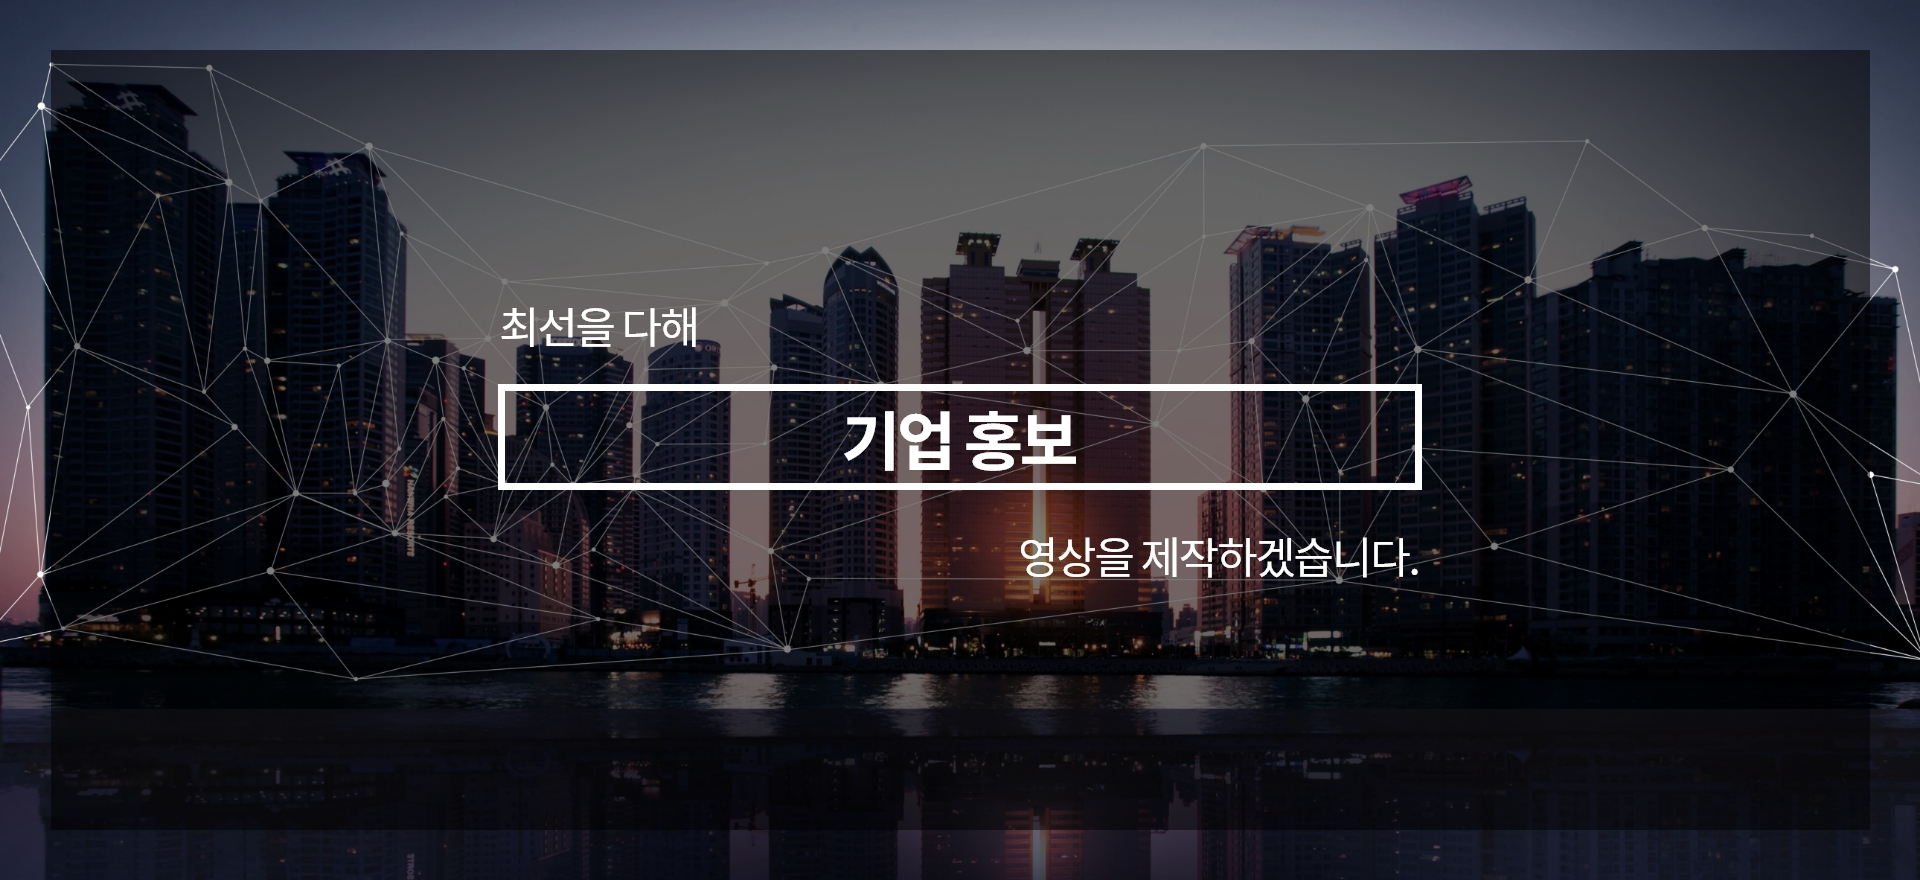 최선을 다해
기업 홍보
영상을 제작하겠습니다.